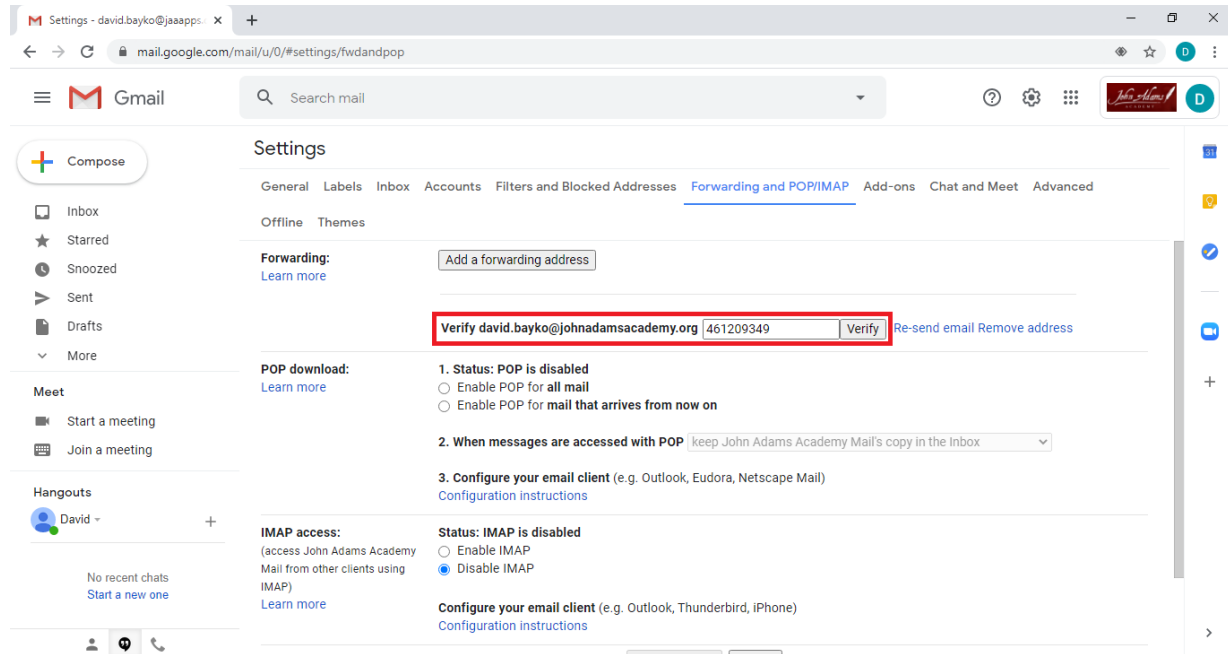 Settings - david.bayko@jaaapps.
mail.google.com/mail/u/0/#settings/fwdandpop
D
Gmail
Search mail
John Adams
ACADEMY
D
Compose
Inbox
Starred
Snoozed
Sent
Drafts
More
Meet
Start a meeting
Join a meeting
Hangouts
David
No recent chats
Start a new one
Settings
General Labels Inbox Accounts Filters and Blocked Addresses Forwarding and POP/IMAP Add-ons Chat and Meet Advanced
Offline Themes
Forwarding:
Learn more
Add a forwarding address
Verify david.bayko@johnadamsacademy.org 461209349 Verify Re-send email Remove address
POP download:
Learn more
1. Status: POP is disabled
Enable POP for all mail
Enable POP for mail that arrives from now on
2. When messages are accessed with POP keep John Adams Academy Mail's copy in the Inbox
3. Configure your email client (e.g. Outlook, Eudora, Netscape Mail)
Configuration instructions
IMAP access:
(access John Adams Academy
Mail from other clients using
IMAP)
Learn more
Status: IMAP is disabled
Enable IMAP
Disable IMAP
Configure your email client (e.g. Outlook, Thunderbird, iPhone)
Configuration instructions
31